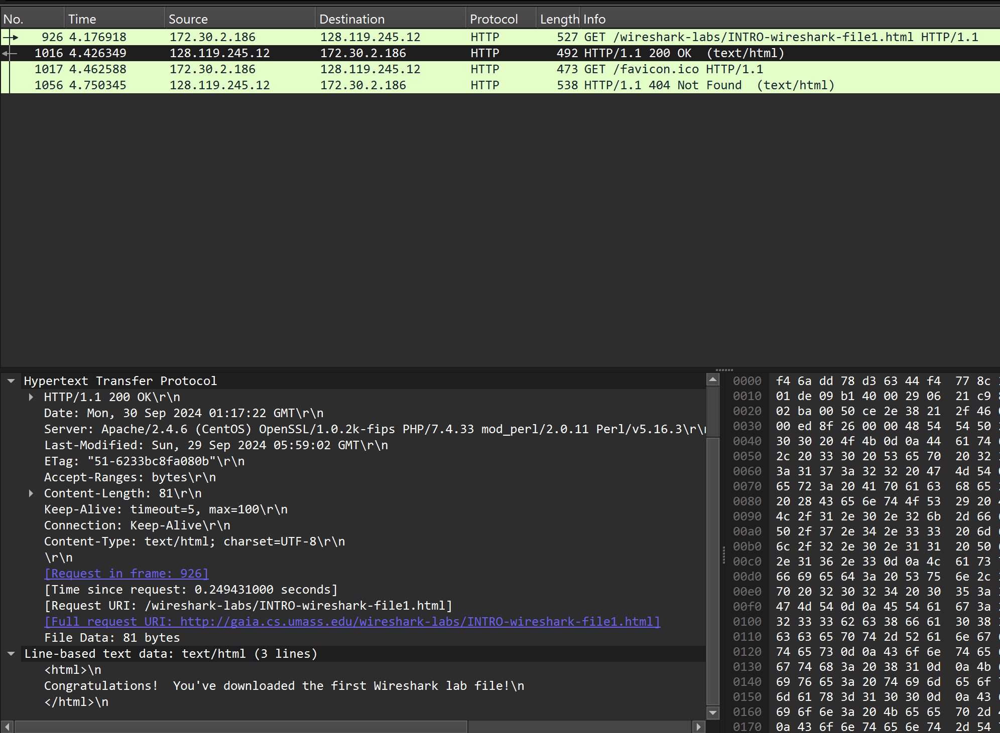 No. Time Source Destination Protocol Length Info
926 4.176918 172.30.2.186 128.119.245.12 HTTP 527 GET /wireshark-labs/INTRO-wireshark-file1.html HTTP/1.1
1016 4.426349 128.119.245.12 172.30.2.186 HTTP 492 HTTP/1.1 200 OK (text/html)
1017 4.462588 172.30.2.186 128.119.245.12 HTTP 473 GET /favicon.ico HTTP/1.1
1056 4.750345 128.119.245.12 172.30.2.186 HTTP 538 HTTP/1.1 404 Not Found (text/html)
Hypertext Transfer Protocol
HTTP/1.1 200 OK\r\n
Date: Mon, 30 Sep 2024 01:17:22 GMT\r\n
Server: Apache/2.4.6 (CentOS) OpenSSL/1.0.2k-fips PHP/7.4.33 mod_perl/2.0.11 Perl/v5.16.3\r\
Last-Modified: Sun, 29 Sep 2024 05:59:02 GMT\r\n
ETag: "51-6233bc8fa080b"\r\n
Accept-Ranges: bytes\r\n
Content-Length: 81\r\n
Keep-Alive: timeout=5, max=100\r\n
Connection: Keep-Alive\r\n
Content-Type: text/html; charset=UTF-8\r\n
\r\n
[Request in frame: 926]
[Time since request: 0.249431000 seconds]
[Request URI: /wireshark-labs/INTRO-wireshark-file1.html]
[Full request URI: http://gaia.cs.umass.edu/wireshark-labs/INTRO-wireshark-file1.html]
File Data: 81 bytes
Line-based text data: text/html (3 lines)
<html>\n
Congratulations!  You've downloaded the first Wireshark lab file!\n
</html>\n
0000 f4 6a dd 78 d3 63 44 f4 77 8c
0010 01 de 09 b1 40 00 29 06 21 c9
0020 02 ba 00 50 ce 2e 38 21 2f 46
0030 00 ed 8f 26 00 00 48 54 54 50
0040 30 30 20 4f 4b 0d 0a 44 61 74
0050 2c 20 33 30 20 53 65 70 20 32
0060 3a 31 37 3a 32 32 20 47 4d 54
0070 65 72 3a 20 41 70 61 63 68 65
0080 20 28 43 65 6e 74 4f 53 29 20
0090 4c 2f 31 2e 30 2e 32 6b 2d 66
00a0 50 2f 37 2e 34 2e 33 33 20 6d
00b0 6c 2f 32 2e 30 2e 31 31 20 50
00c0 2e 31 36 2e 33 0d 0a 4c 61 73
00d0 66 69 65 64 3a 20 53 75 6e 2c
00e0 70 20 32 30 32 34 20 30 35 3a
00f0 47 4d 54 0d 0a 45 54 61 67 3a
0100 32 33 33 62 63 38 66 61 30 38
0110 63 63 65 70 74 2d 52 61 6e 67
0120 74 65 73 0d 0a 43 6f 6e 74 65
0130 67 74 68 3a 20 38 31 0d 0a 4b
0140 69 76 65 3a 20 74 69 6d 65 6f
0150 6d 61 78 3d 31 30 30 0d 0a 43
0160 69 6f 6e 3a 20 4b 65 65 70 2d
0170 0a 43 6f 6e 74 65 6e 74 2d 54